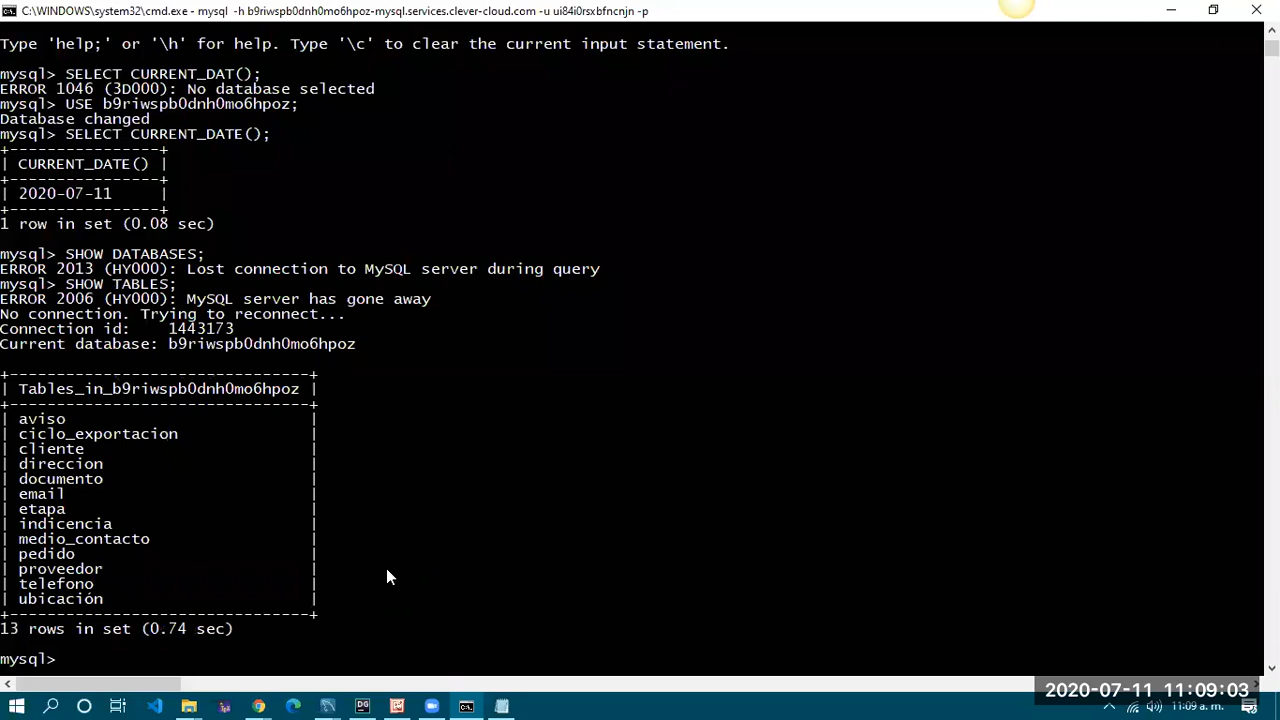 C:\WINDOWS\system32\cmd.exe - mysql -h b9riwspb0dnh0mo6hpoz-mysql.services.clever-cloud.com -u ui84i0rsxbfncnjn -p
Type 'help;' or '\h' for help. Type '\c' to clear the current input statement.
mysql> SELECT CURRENT_DAT();
ERROR 1046 (3D000): No database selected
mysql> USE b9riwspb0dnh0mo6hpoz;
Database changed
mysql> SELECT CURRENT_DATE();
+----------------+
| CURRENT_DATE() |
+----------------+
| 2020-07-11     |
+----------------+
1 row in set (0.08 sec)
mysql> SHOW DATABASES;
ERROR 2013 (HY000): Lost connection to MySQL server during query
mysql> SHOW TABLES;
ERROR 2006 (HY000): MySQL server has gone away
No connection. Trying to reconnect...
Connection id:    1443173
Current database: b9riwspb0dnh0mo6hpoz
+--------------------------------+
| Tables_in_b9riwspb0dnh0mo6hpoz |
+--------------------------------+
| aviso                          |
| ciclo_exportacion              |
| cliente                        |
| direccion                      |
| documento                      |
| email                          |
| etapa                          |
| indicencia                     |
| medio_contacto                 |
| pedido                         |
| proveedor                      |
| telefono                       |
| ubicación                      |
+--------------------------------+
13 rows in set (0.74 sec)
mysql>
2020-07-11 11:09:03
DG
11:09 a. m.